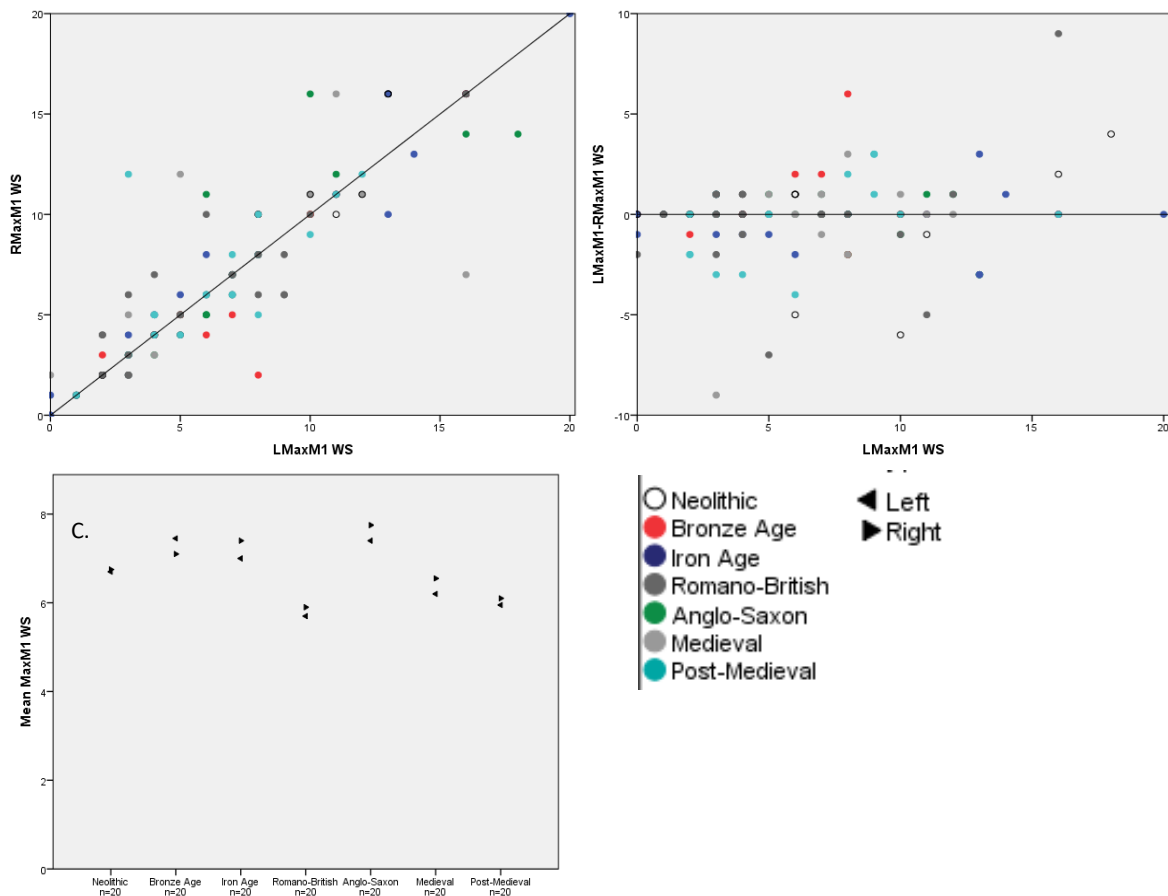 20
15
10
5
0
RMaxM1 WS
0 5 10 15 20
LMaxM1 WS
10
5
0
-5
-10
LMaxM1-RMaxM1 WS
0 5 10 15 20
LMaxM1 WS
C.
8
6
4
2
0
Mean MaxM1 WS
Neolithic Bronze Age Iron Age Romano-British Anglo-Saxon Medieval Post-Medieval
n=20 n=20 n=20 n=20 n=20 n=20 n=20
Neolithic
Bronze Age
Iron Age
Romano-British
Anglo-Saxon
Medieval
Post-Medieval
Left
Right